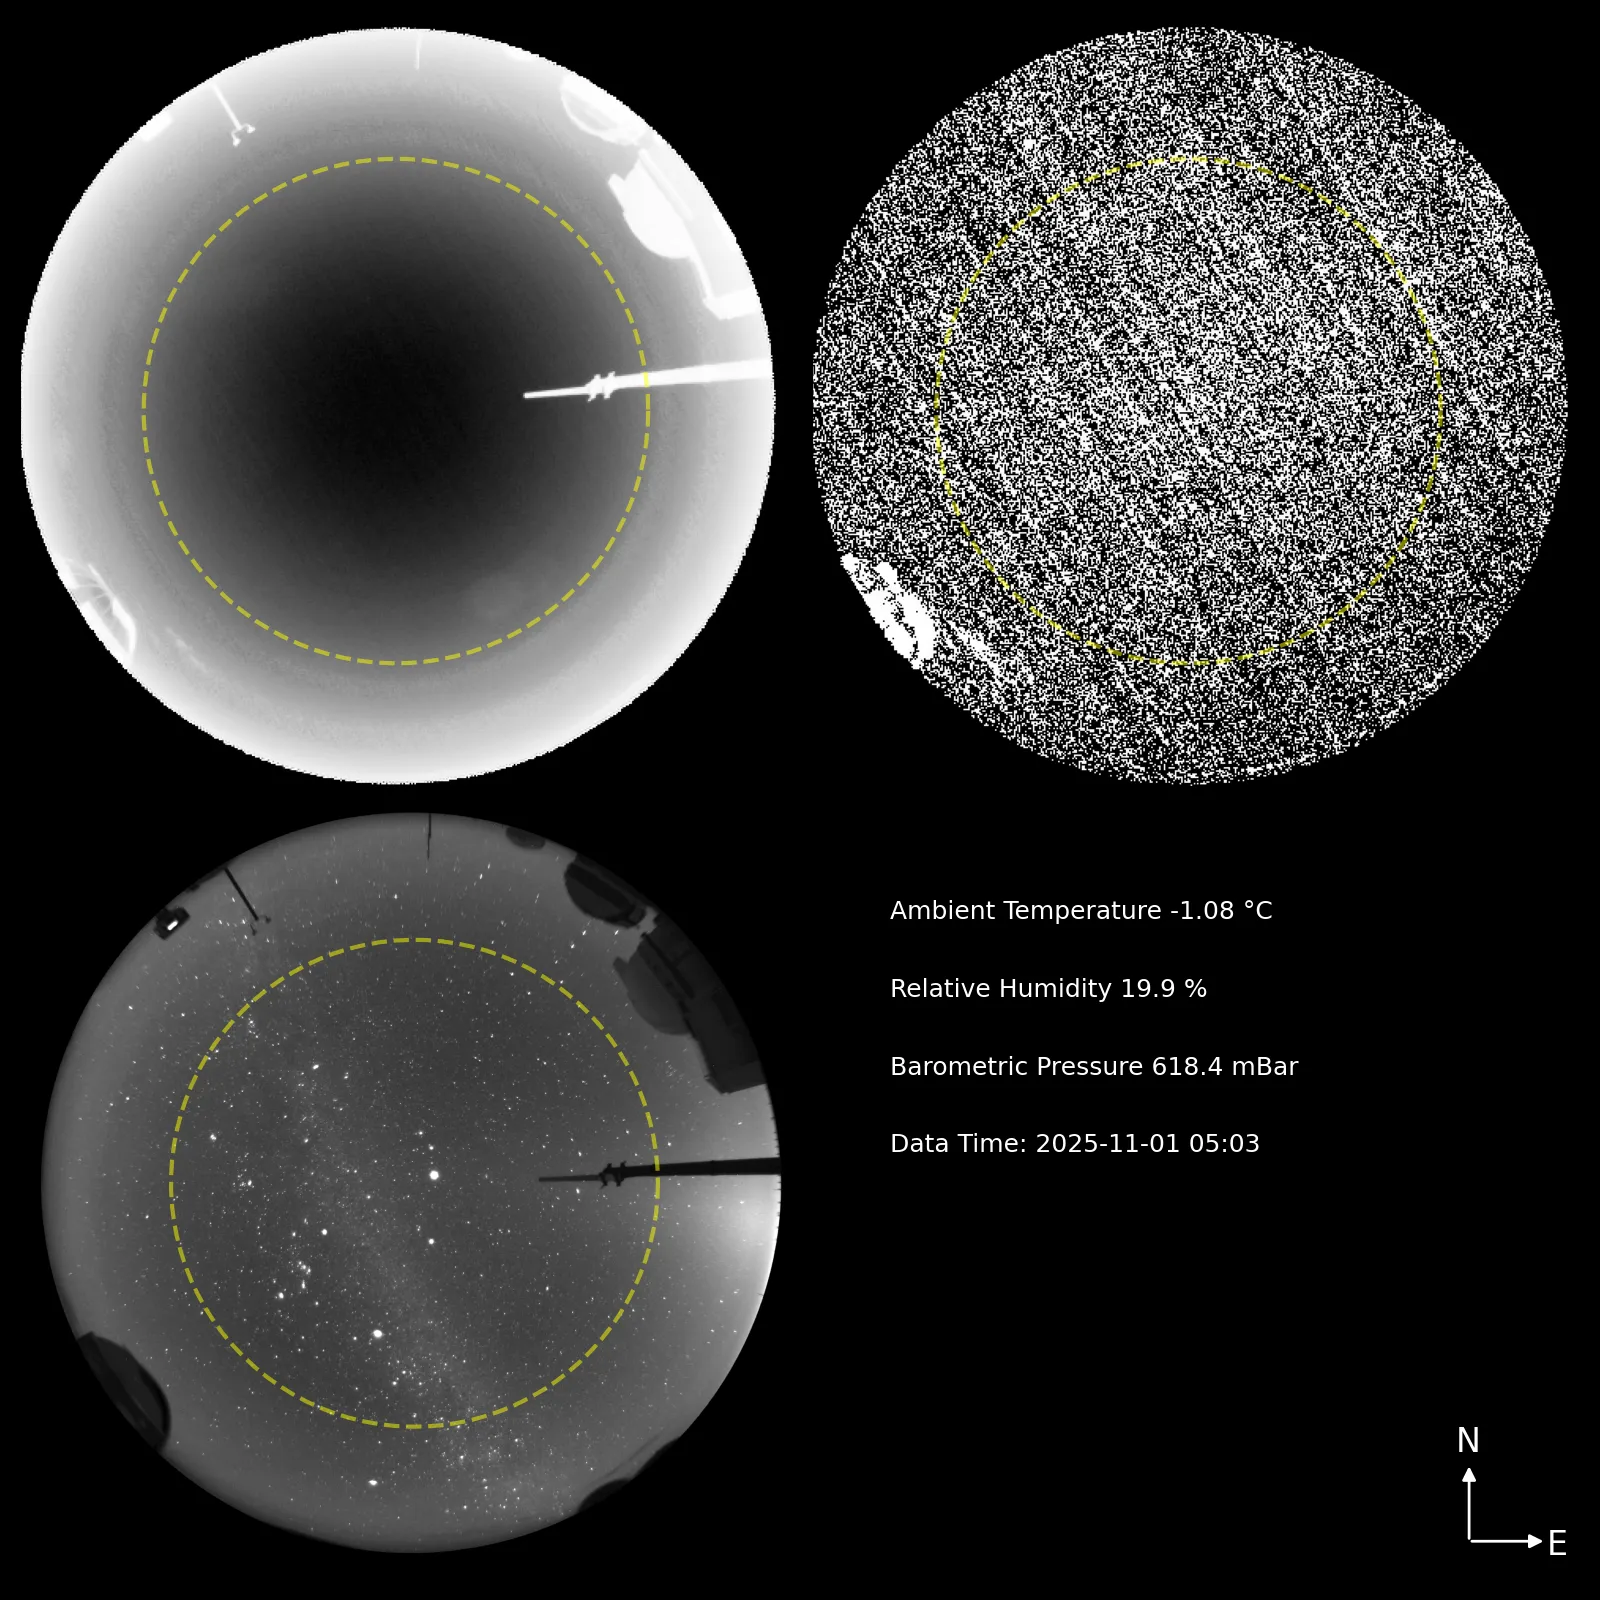 Ambient Temperature -1.08 °C
Relative Humidity 19.9 %
Barometric Pressure 618.4 mBar
Data Time: 2025-11-01 05:03
N
E